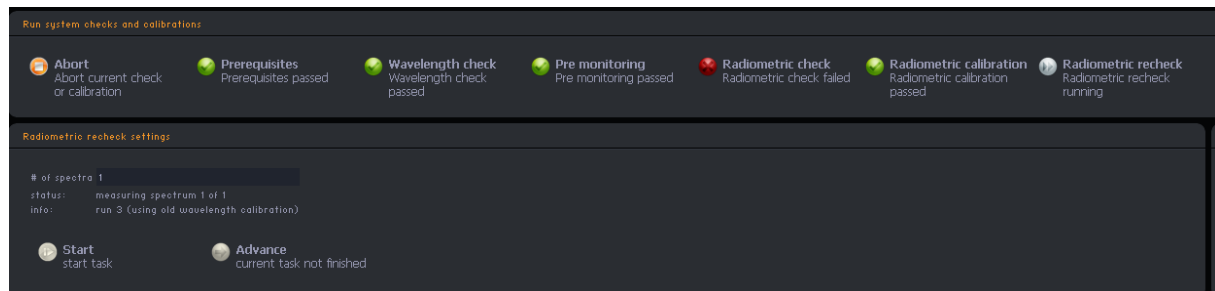 Run system checks and calibrations
Abort
Abort current check
or calibration
Prerequisites
Prerequisites passed
Wavelength check
Wavelength check
passed
Pre monitoring
Pre monitoring passed
Radiometric check
Radiometric check failed
Radiometric calibration
Radiometric calibration
passed
Radiometric recheck
Radiometric recheck
running
Radiometric recheck settings
# of spectra 1
status: measuring spectrum 1 of 1
info: run 3 (using old wavelength calibration)
Start
start task
Advance
current task not finished